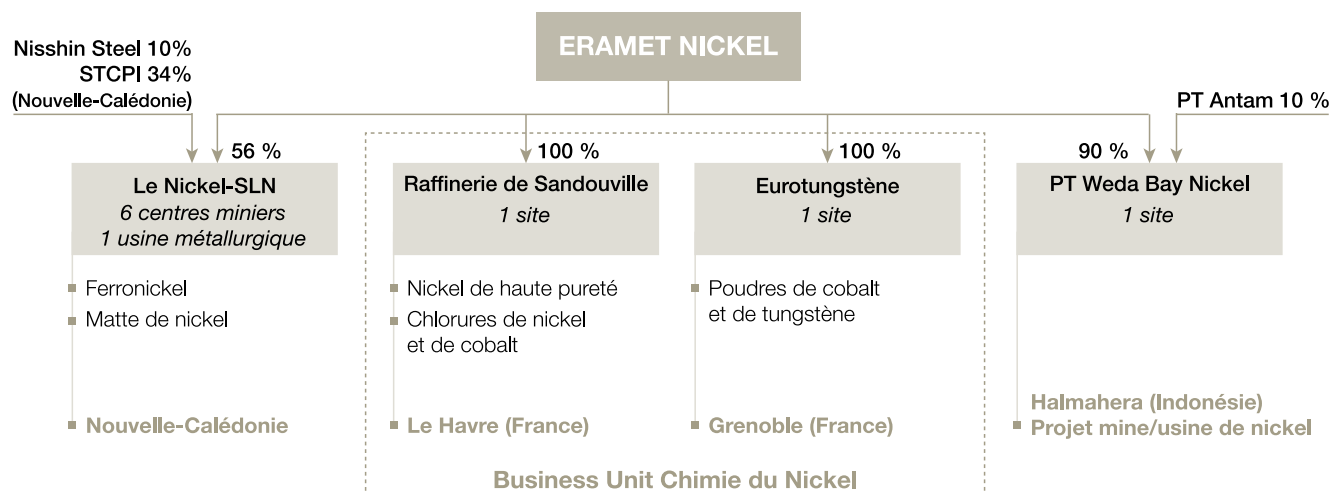 ERAMET NICKEL
Nisshin Steel 10%
STCPI 34%
(Nouvelle-Calédonie)
PT Antam 10 %
56 %
Le Nickel-SLN
6 centres miniers
1 usine métallurgique
Ferronickel
Matte de nickel
Nouvelle-Calédonie
100 %
Raffinerie de Sandouville
1 site
Nickel de haute pureté
Chlorures de nickel
et de cobalt
Le Havre (France)
100 %
Eurotungstène
1 site
Poudres de cobalt
et de tungstène
Grenoble (France)
90 %
PT Weda Bay Nickel
1 site
Halmahera (Indonésie)
Projet mine/usine de nickel
Business Unit Chimie du Nickel